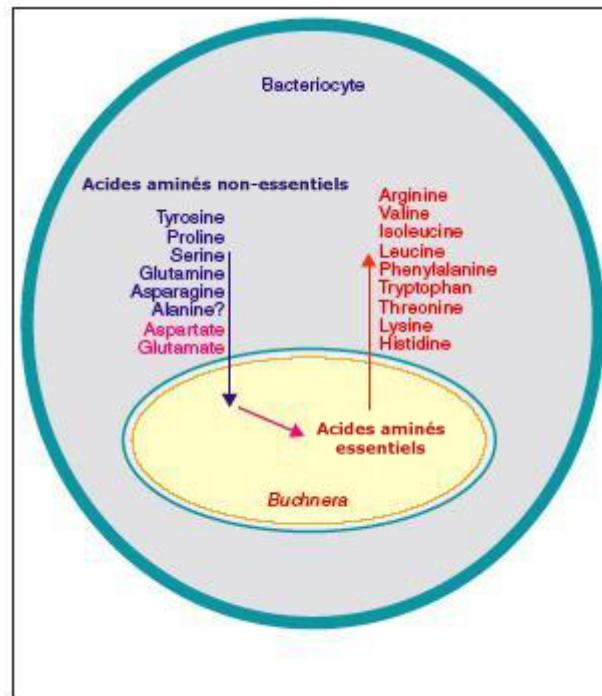 Bacteriocyte
Acides aminés non-essentiels
Tyrosine
Proline
Serine
Glutamine
Asparagine
Alanine?
Aspartate
Glutamate
Arginine
Valine
Isoleucine
Leucine
Phenylalanine
Tryptophan
Threonine
Lysine
Histidine
Acides aminés
essentiels
Buchnera